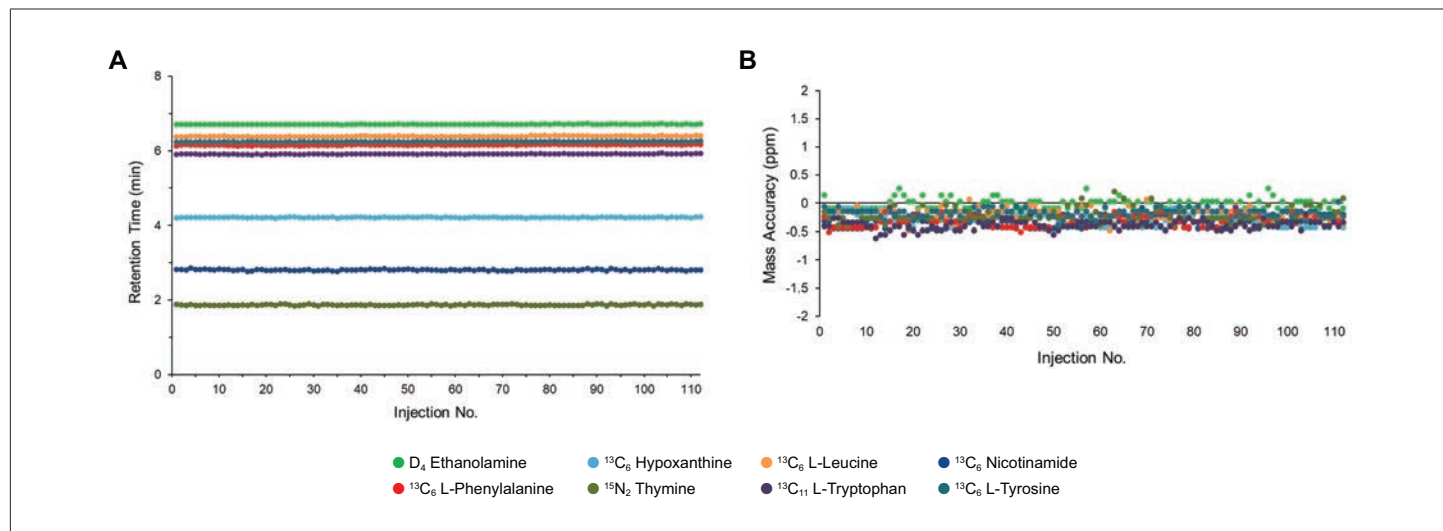 A
8
6
4
2
0
Retention Time (min)
0 10 20 30 40 50 60 70 80 90 100 110
Injection No.
B
2
1.5
1
0.5
0
-0.5
-1
-1.5
-2
Mass Accuracy (ppm)
0 10 20 30 40 50 60 70 80 90 100 110
Injection No.
D₄ Ethanolamine ¹³C₆ Hypoxanthine ¹³C₆ L-Leucine ¹³C₆ Nicotinamide
¹³C₆ L-Phenylalanine ¹⁵N₂ Thymine ¹³C₁₁ L-Tryptophan ¹³C₆ L-Tyrosine